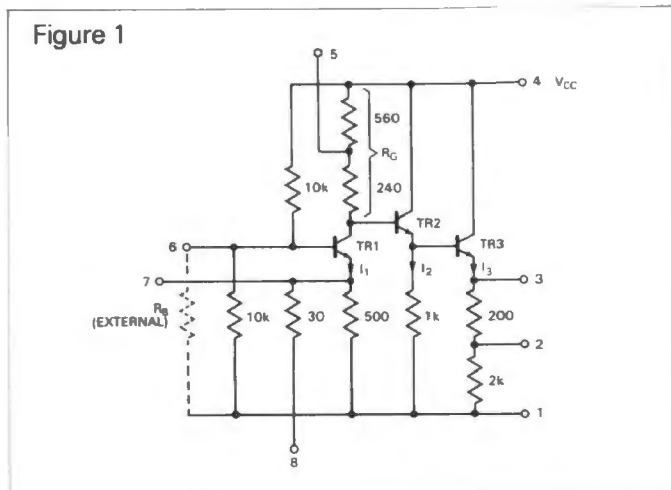 Figure 1
5
4 VCC
560
RG
10k
240
TR2
6
TR1
TR3
7
I1
I2
I3
3
RB
(EXTERNAL)
10k
30
500
1k
200
2
2k
1
8